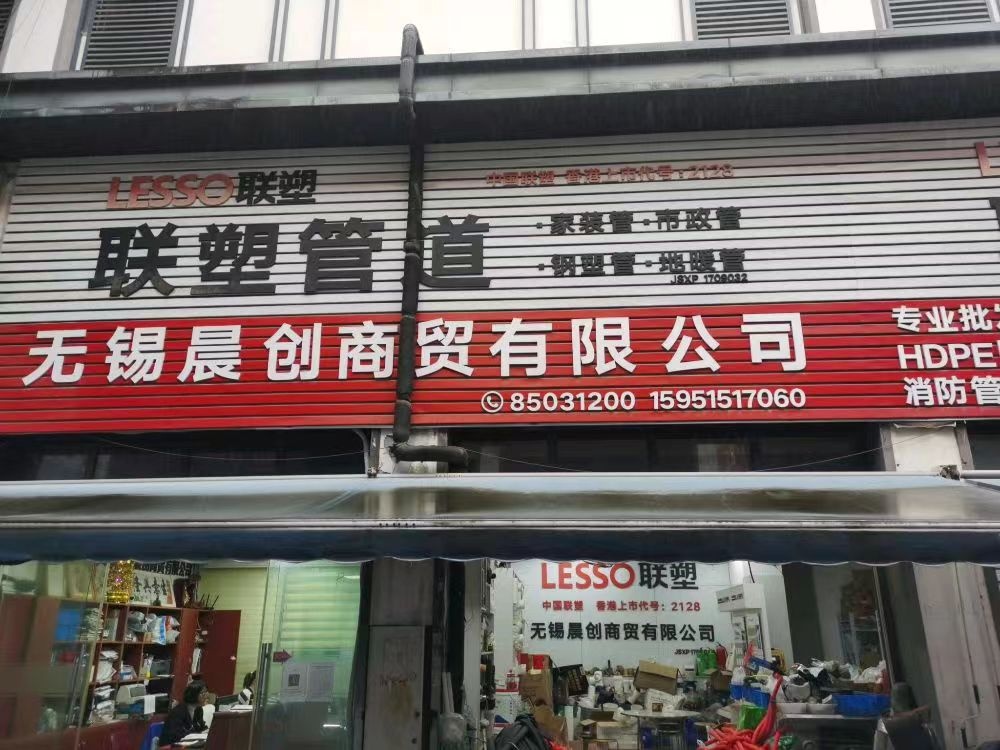 LESSO联塑
中国联塑 香港上市代号:2128
联塑管道
·家装管·市政管
·钢塑管·地暖管
JSXP 1709032
无锡晨创商贸有限公司
85031200 15951517060
专业批
HDPE
消防管
LESSO联塑
中国联塑 香港上市代号:2128
无锡晨创商贸有限公司